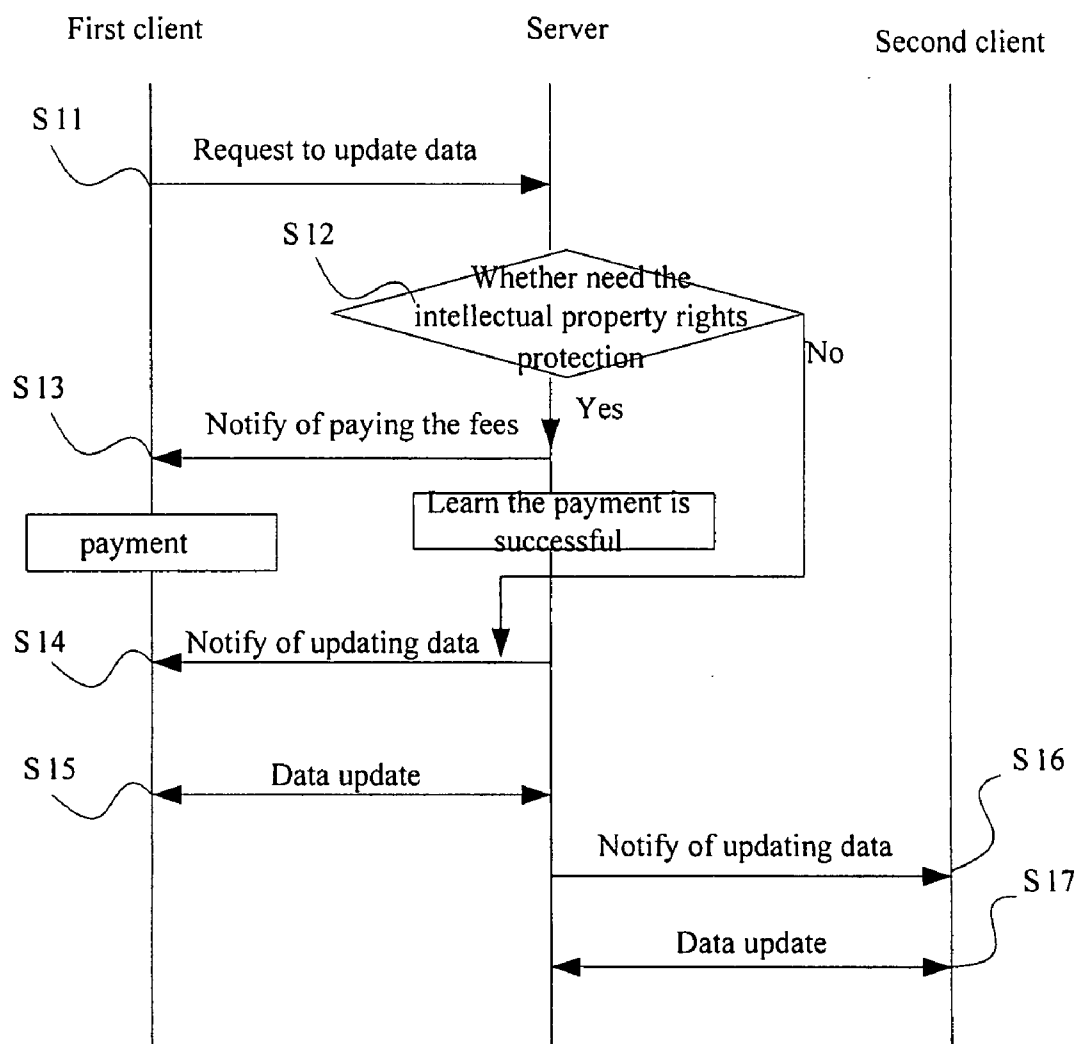 First client
Server
Second client
S 11
Request to update data
S 12
Whether need the
intellectual property rights
protection
No
Yes
S 13
Notify of paying the fees
Learn the payment is
successful
payment
S 14
Notify of updating data
S 15
Data update
S 16
Notify of updating data
S 17
Data update